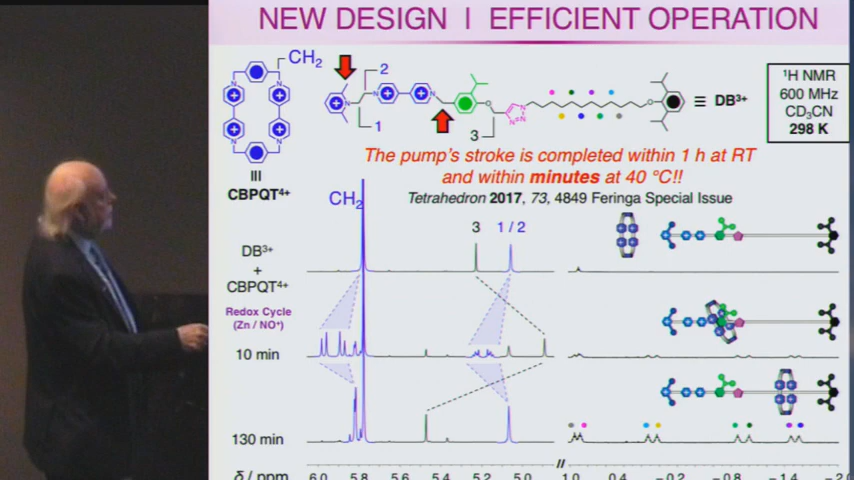 NEW DESIGN | EFFICIENT OPERATION
CH2
2
1
3
≡ DB3+
1H NMR
600 MHz
CD3CN
298 K
≡
CBPQT4+
The pump's stroke is completed within 1 h at RT
and within minutes at 40 °C!!
Tetrahedron 2017, 73, 4849 Feringa Special Issue
CH2
3
1 / 2
DB3+
+
CBPQT4+
Redox Cycle
(Zn / NO+)
10 min
130 min
δ / ppm
6.0 5.8 5.6 5.4 5.2 5.0 // 1.0 0.4 −0.2 −0.8 −1.4 −2.0